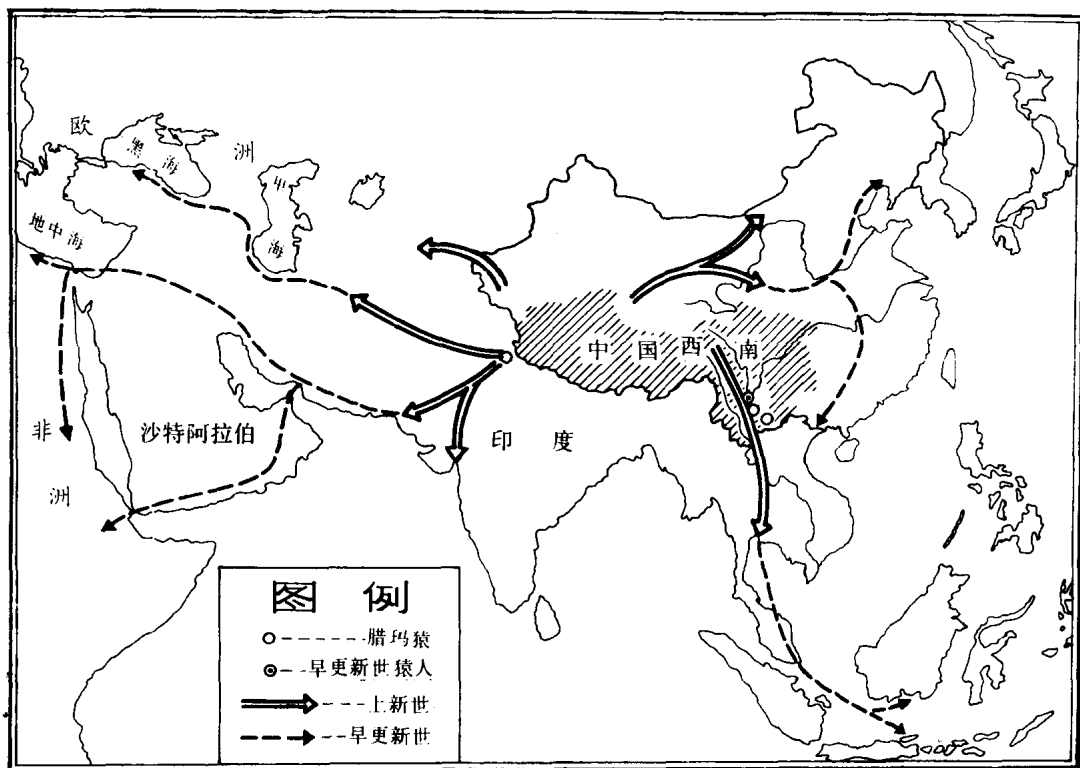 欧 洲
黑海
里海
地中海
中国西南
非洲
沙特阿拉伯
印度
图例
腊玛猿
早更新世猿人
上新世
早更新世